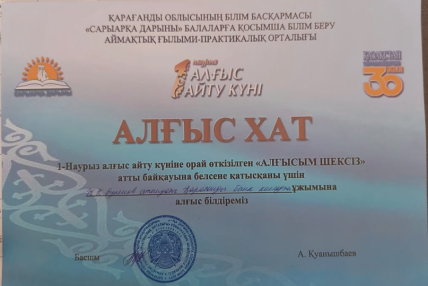 ҚАРАҒАНДЫ ОБЛЫСЫНЫҢ БІЛІМ БАСҚАРМАСЫ
«САРЫАРҚА ДАРЫНЫ» БАЛАЛАРҒА ҚОСЫМША БІЛІМ БЕРУ
АЙМАҚТЫҚ ҒЫЛЫМИ-ПРАКТИКАЛЫҚ ОРТАЛЫҒЫ
1 наурыз
АЛҒЫС
АЙТУ КҮНІ
30
АЛҒЫС ХАТ
1-Наурыз алғыс айту күніне орай өткізілген «АЛҒЫСЫМ ШЕКСІЗ»
атты байқауына белсене қатысқаны үшін
ұжымына
алғыс білдіреміз
Басшы
А. Қуанышбаев